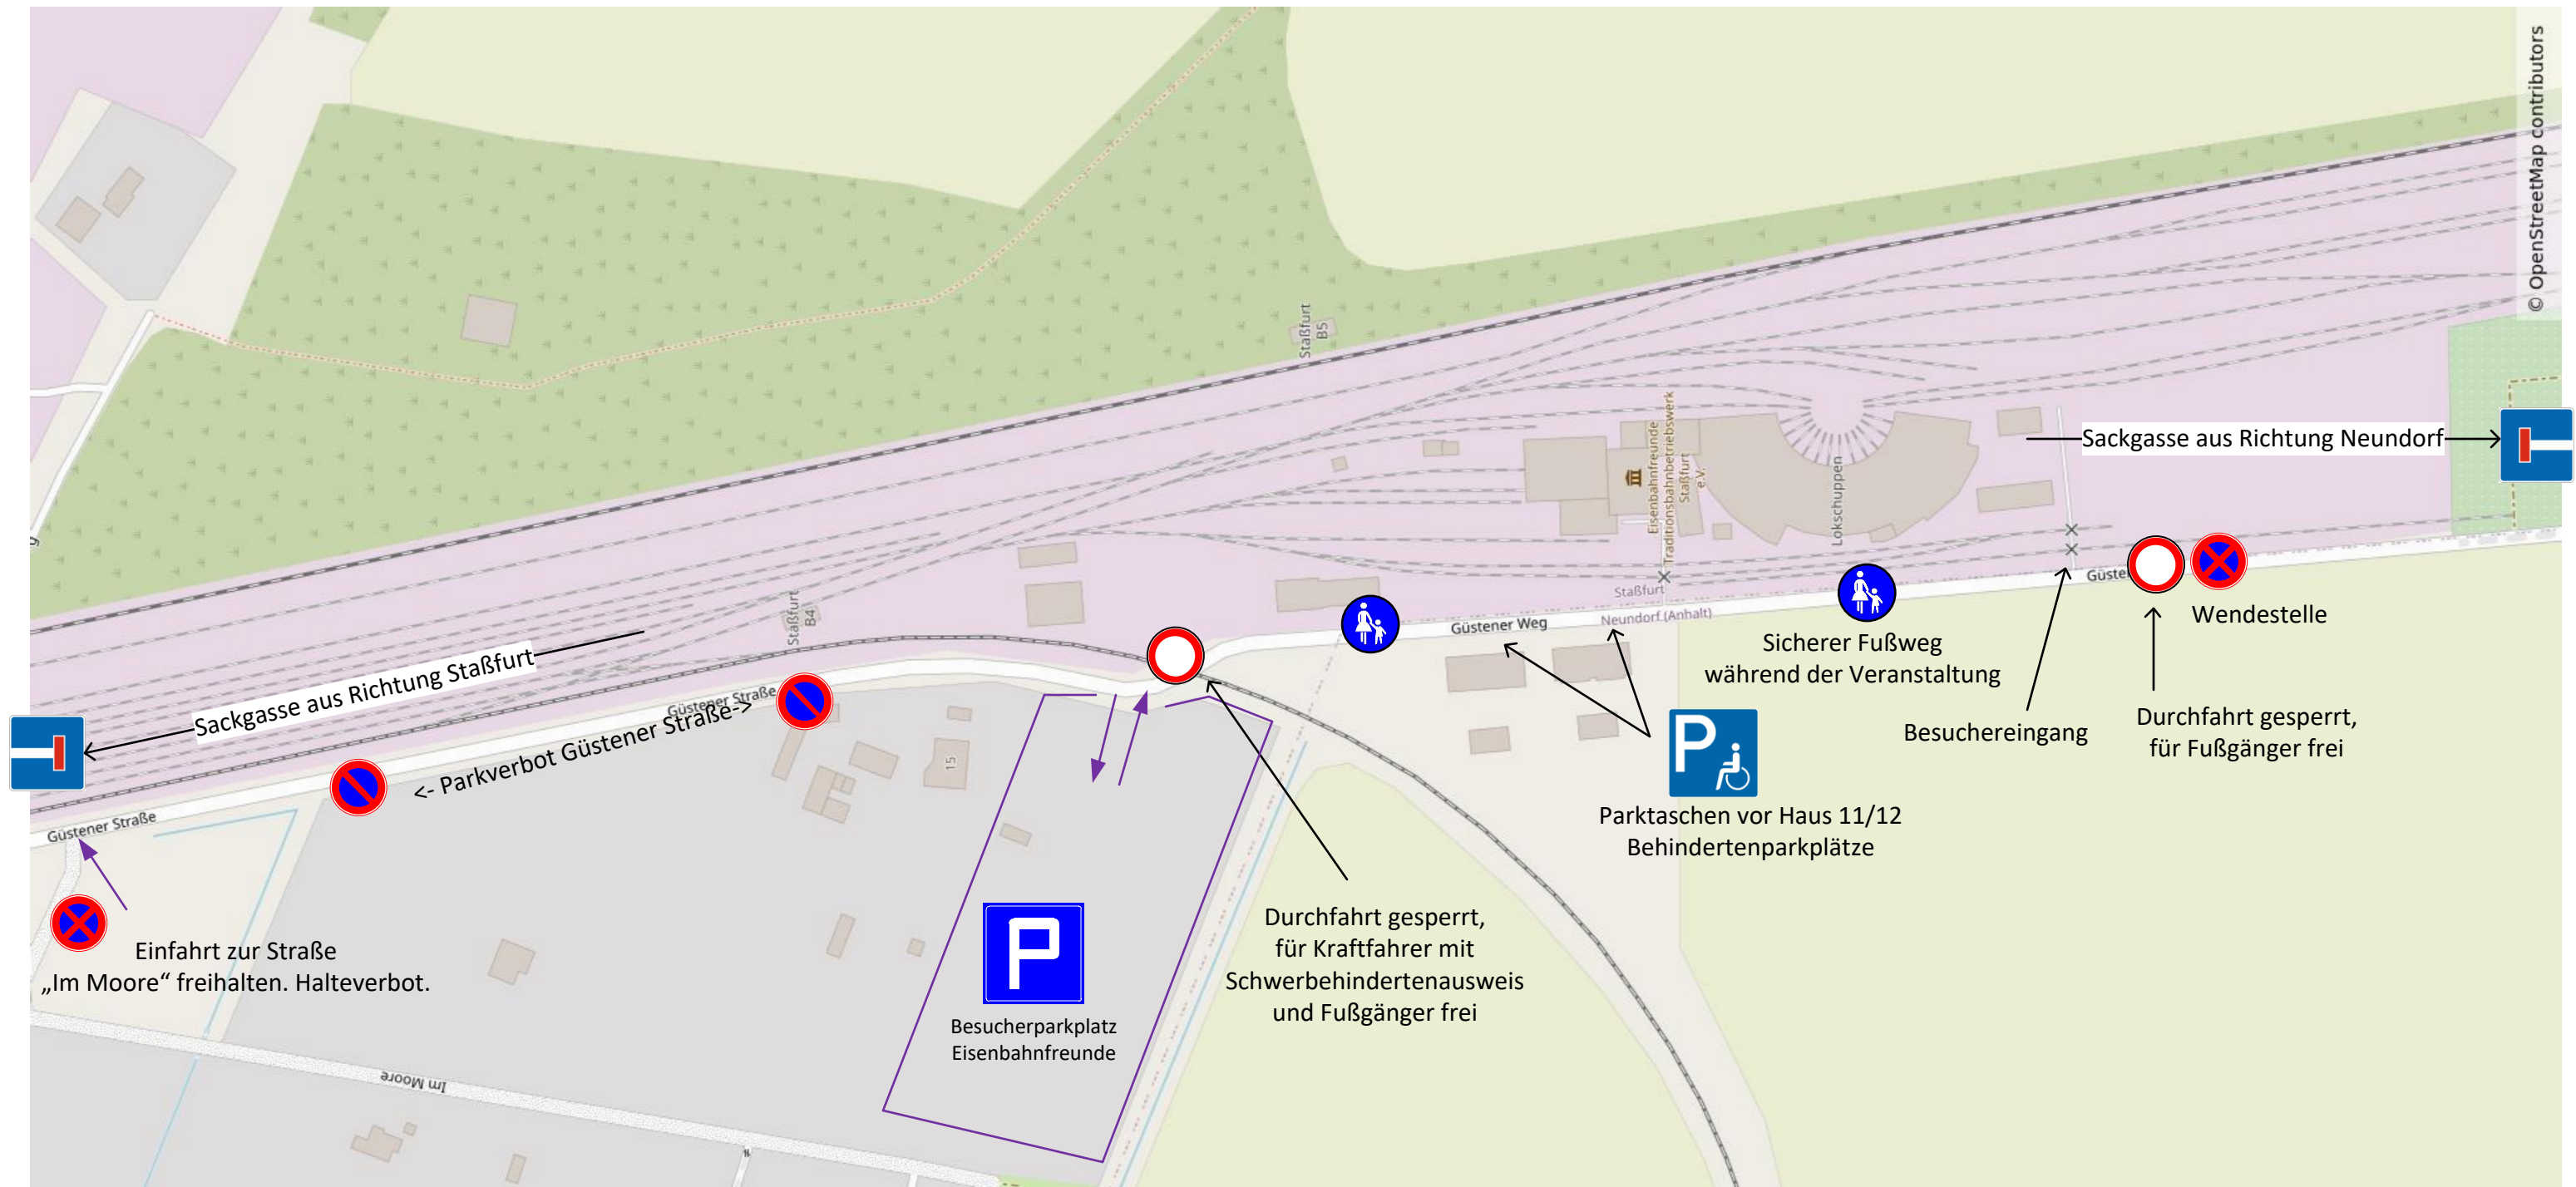 © OpenStreetMap contributors
Staßfurt
B5
Eisenbahnfreunde
Traditionsbahnbetriebswerk
Staßfurt
e.V.
Lokschuppen
Sackgasse aus Richtung Neundorf
Staßfurt
B4
Staßfurt
Neundorf (Anhalt)
Güstener Weg
Wendestelle
Sicherer Fußweg
während der Veranstaltung
Sackgasse aus Richtung Staßfurt
Güstener Straße
<- Parkverbot Güstener Straße->
Besuchereingang
Durchfahrt gesperrt,
für Fußgänger frei
P
Parktaschen vor Haus 11/12
Behindertenparkplätze
15
Güstener Straße
Einfahrt zur Straße
„Im Moore“ freihalten. Halteverbot.
P
Besucherparkplatz
Eisenbahnfreunde
Durchfahrt gesperrt,
für Kraftfahrer mit
Schwerbehindertenausweis
und Fußgänger frei
Im Moore